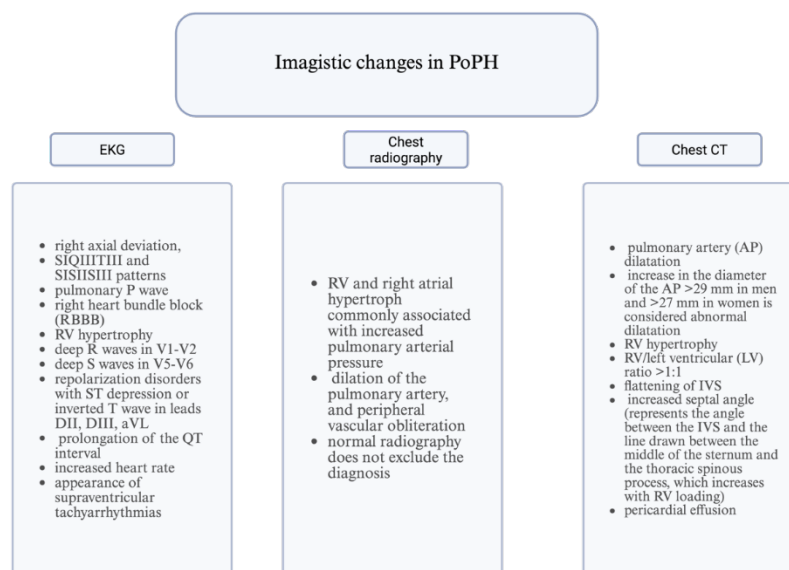 Imagistic changes in PoPH
EKG
• right axial deviation,
• SIQIIITIII and
SISIISIII patterns
• pulmonary P wave
• right heart bundle block
(RBBB)
• RV hypertrophy
• deep R waves in V1-V2
• deep S waves in V5-V6
• repolarization disorders
with ST depression or
inverted T wave in leads
DII, DIII, aVL
• prolongation of the QT
interval
• increased heart rate
• appearance of
supraventricular
tachyarrhythmias
Chest
radiography
• RV and right atrial
hypertroph
commonly associated
with increased
pulmonary arterial
pressure
• dilation of the
pulmonary artery,
and peripheral
vascular obliteration
• normal radiography
does not exclude the
diagnosis
Chest CT
• pulmonary artery (AP)
dilatation
• increase in the diameter
of the AP >29 mm in men
and >27 mm in women is
considered abnormal
dilatation
• RV hypertrophy
• RV/left ventricular (LV)
ratio >1:1
• flattening of IVS
• increased septal angle
(represents the angle
between the IVS and the
line drawn between the
middle of the sternum and
the thoracic spinous
process, which increases
with RV loading)
• pericardial effusion